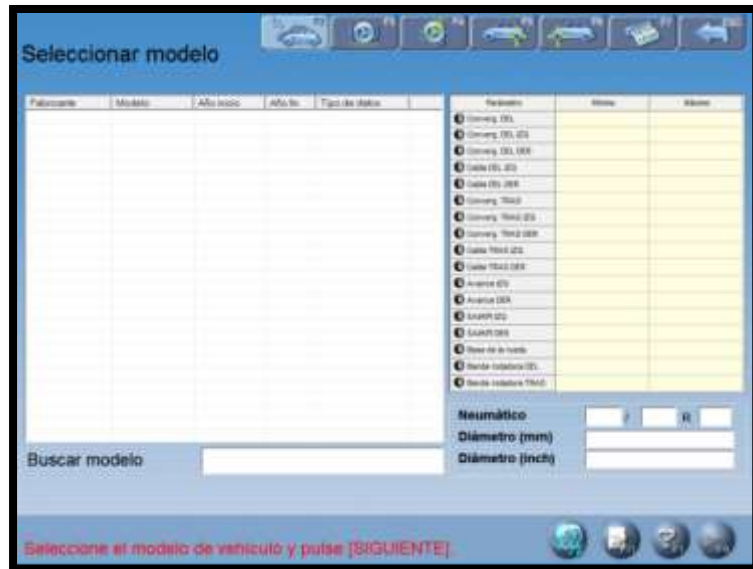 Seleccionar modelo
Fabricante Modelo Año inicio Año fin Tipo de datos
Parámetro Mínimo Máximo
Converg. DEL
Converg. DEL IZQ
Converg. DEL DER
Caída DEL IZQ
Caída DEL DER
Converg. TRAS
Converg. TRAS IZQ
Converg. TRAS DER
Caída TRAS IZQ
Caída TRAS DER
Avance IZQ
Avance DER
SAI/KPI IZQ
SAI/KPI DER
Base de la rueda
Banda rodadura DEL
Banda rodadura TRAS
Neumático / R
Diámetro (mm)
Buscar modelo
Diámetro (inch)
Seleccione el modelo de vehículo y pulse [SIGUIENTE].